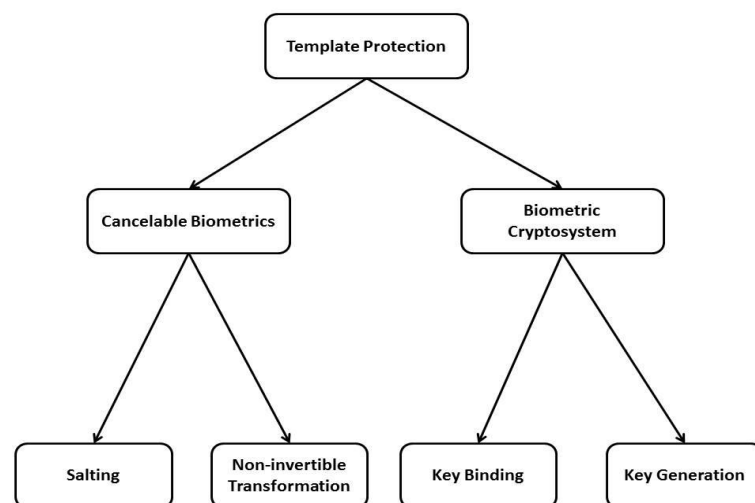 Template Protection
Cancelable Biometrics
Biometric
Cryptosystem
Salting
Non-invertible
Transformation
Key Binding
Key Generation